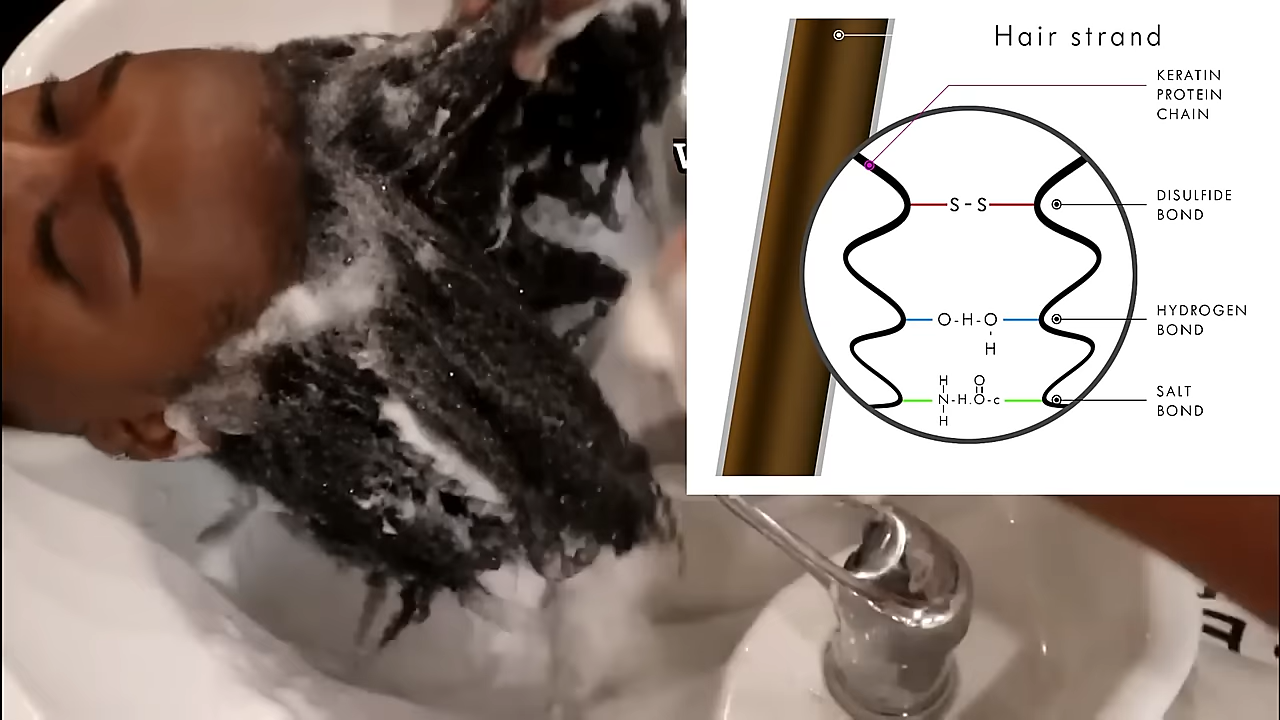 Hair strand
KERATIN
PROTEIN
CHAIN
S-S
DISULFIDE
BOND
O-H-O
H
HYDROGEN
BOND
H O
N-H.O-c
H
SALT
BOND